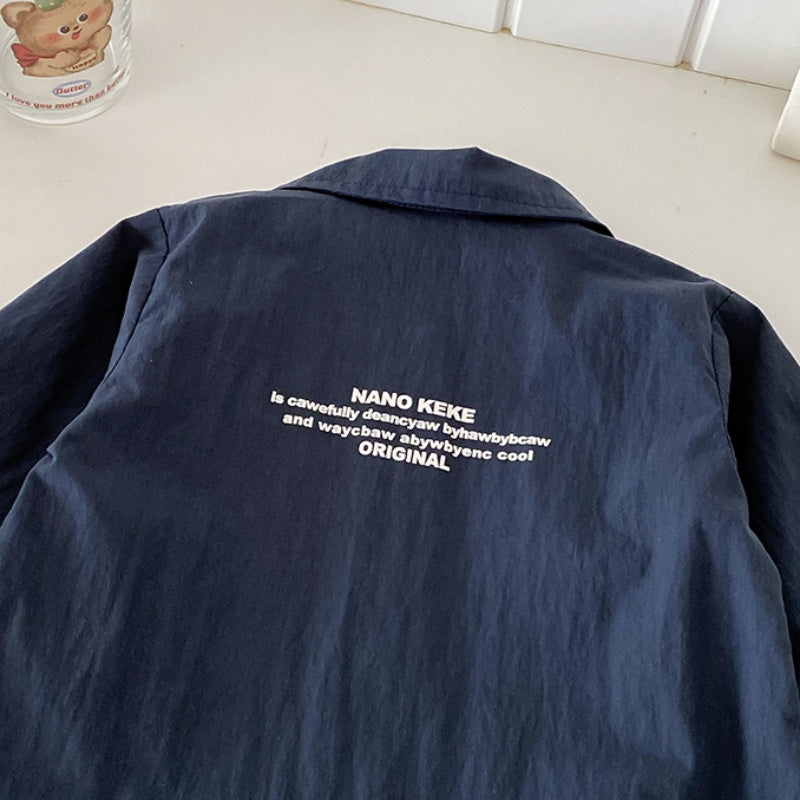 Butter
I love you more than
NANO KEKE
Is cawefully deancyaw byhawbybcaw
and waycbaw abywbyenc cool
ORIGINAL